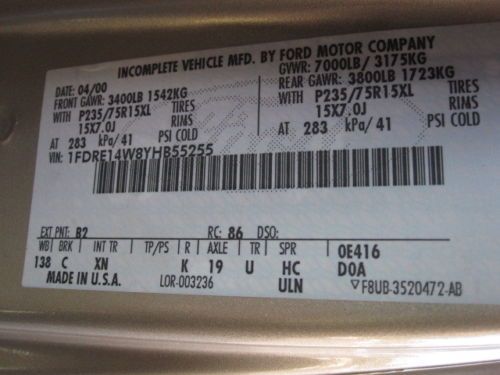 INCOMPLETE VEHICLE MFD. BY FORD MOTOR COMPANY
DATE: 04/00 GVWR: 7000LB/ 3175KG
FRONT GAWR: 3400LB 1542KG REAR GAWR: 3800LB 1723KG
WITH P235/75R15XL TIRES WITH P235/75R15XL TIRES
15X7.0J RIMS 15X7.0J RIMS
AT 283 kPa/41 PSI COLD AT 283 kPa/41 PSI COLD
VIN: 1FDRE14W8YHB55255
EXT PNT: B2 RC: 86 DSO:
WB BRK INT TR TP/PS R AXLE TR SPR 0E416
138 C XN K 19 U HC DOA
MADE IN U.S.A. LOR-003236 ULN ▽F8UB-3520472-AB